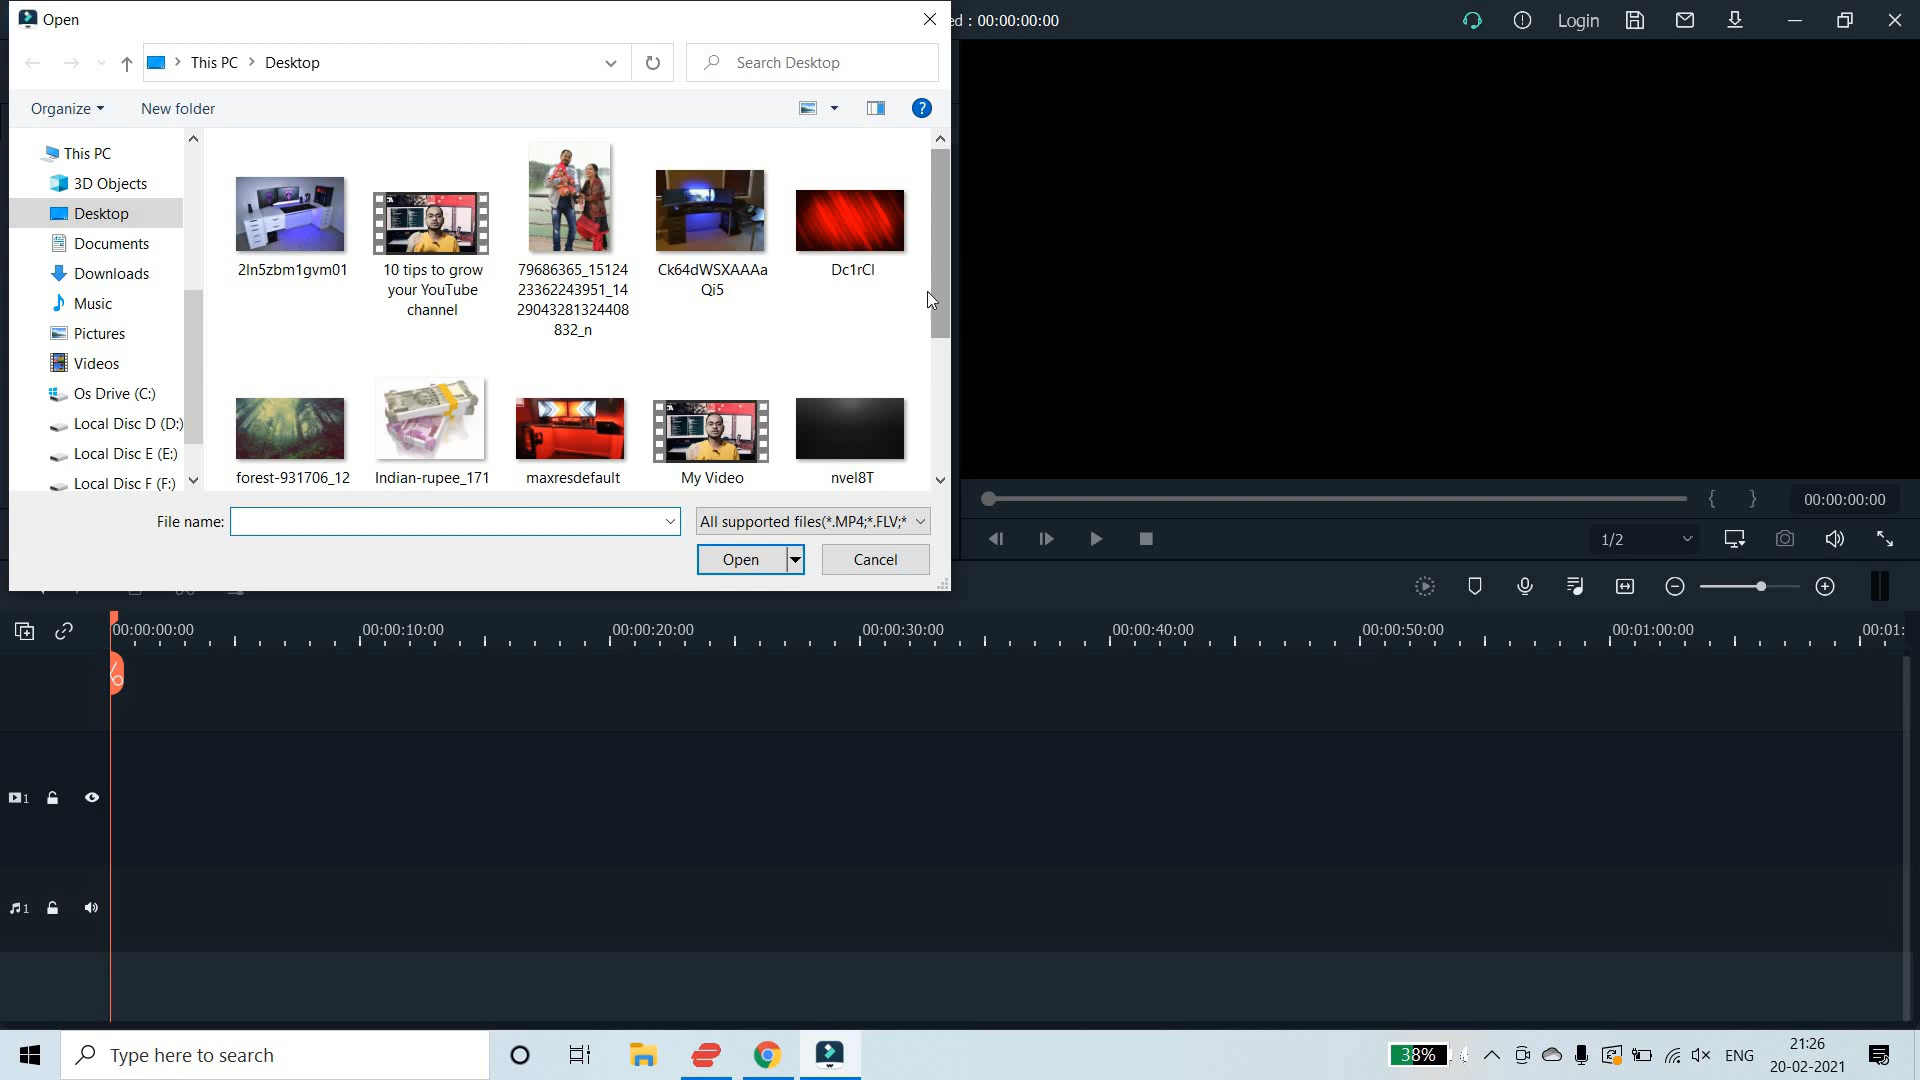 Open
ed : 00:00:00:00
Login
This PC
Desktop
Search Desktop
Organize
New folder
This PC
3D Objects
Desktop
Documents
Downloads
Music
Pictures
Videos
Os Drive (C:)
Local Disc D (D:)
Local Disc E (E:)
Local Disc F (F:)
2ln5zbm1gvm01
10 tips to grow
your YouTube
channel
79686365_15124
23362243951_14
29043281324408
832_n
Ck64dWSXAAAa
Qi5
Dc1rCl
forest-931706_12
Indian-rupee_171
maxresdefault
My Video
nvel8T
File name:
All supported files(*.MP4;*.FLV;*
Open
Cancel
00:00:00:00
1/2
00:00:00:00
00:00:10:00
00:00:20:00
00:00:30:00
00:00:40:00
00:00:50:00
00:01:00:00
00:01:
1
1
Type here to search
38%
ENG
21:26
20-02-2021